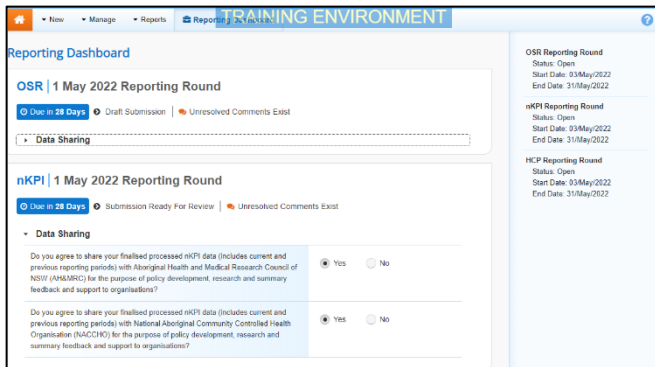 New Manage Reports Reporting Dashboard
TRAINING ENVIRONMENT
Reporting Dashboard
OSR | 1 May 2022 Reporting Round
Due in 28 Days Draft Submission | Unresolved Comments Exist
Data Sharing
nKPI | 1 May 2022 Reporting Round
Due in 28 Days Submission Ready For Review | Unresolved Comments Exist
Data Sharing
Do you agree to share your finalised processed nKPI data (includes current and
previous reporting periods) with Aboriginal Health and Medical Research Council of
NSW (AH&MRC) for the purpose of policy development, research and summary
feedback and support to organisations?
Yes No
Do you agree to share your finalised processed nKPI data (includes current and
previous reporting periods) with National Aboriginal Community Controlled Health
Organisation (NACCHO) for the purpose of policy development, research and
summary feedback and support to organisations?
Yes No
OSR Reporting Round
Status: Open
Start Date: 03/May/2022
End Date: 31/May/2022
nKPI Reporting Round
Status: Open
Start Date: 03/May/2022
End Date: 31/May/2022
HCP Reporting Round
Status: Open
Start Date: 03/May/2022
End Date: 31/May/2022